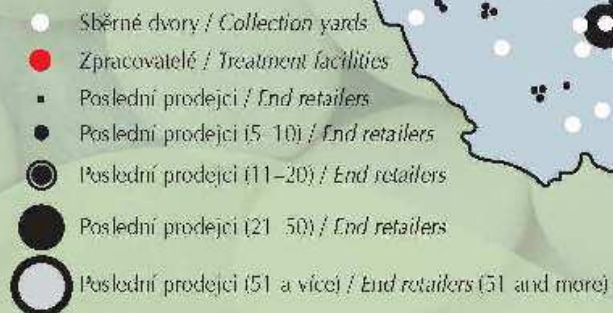 Sběrné dvory / Collection yards
Zpracovatelé / Treatment facilities
Poslední prodejci / End retailers
Poslední prodejci (5–10) / End retailers
Poslední prodejci (11–20) / End retailers
Poslední prodejci (21–50) / End retailers
Poslední prodejci (51 a více) / End retailers (51 and more)